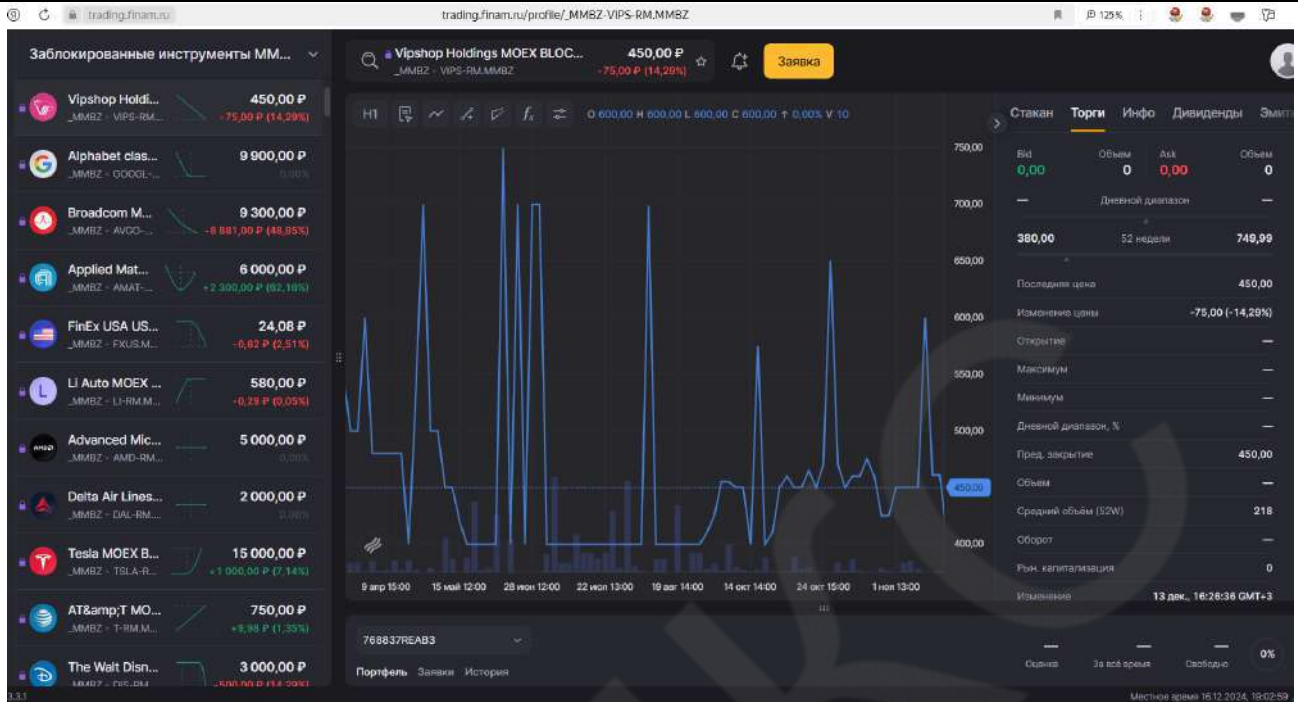 trading.finam.ru
trading.finam.ru/profile/_MMBZ-VIPS-RM.MMBZ
125%
Заблокированные инструменты ММ...
Vipshop Holdi...
450,00 ₽
_MMBZ - VIPS-RM...
-75,00 ₽ (14,29%)
Alphabet clas...
9 900,00 ₽
_MMBZ - GOOGL-...
0,00%
Broadcom M...
9 300,00 ₽
_MMBZ - AVGO-...
-8 881,00 ₽ (48,85%)
Applied Mat...
6 000,00 ₽
_MMBZ - AMAT-...
+2 300,00 ₽ (62,16%)
FinEx USA US...
24,08 ₽
_MMBZ - FXUS.M...
-0,62 ₽ (2,51%)
Li Auto MOEX ...
580,00 ₽
_MMBZ - LI-RM.M...
-0,29 ₽ (0,05%)
Advanced Mic...
5 000,00 ₽
_MMBZ - AMD-RM...
0,00%
Delta Air Lines...
2 000,00 ₽
_MMBZ - DAL-RM....
0,00%
Tesla MOEX B...
15 000,00 ₽
_MMBZ - TSLA-R...
+1 000,00 ₽ (7,14%)
AT&amp;T MO...
750,00 ₽
_MMBZ - T-RM.M...
+9,98 ₽ (1,35%)
The Walt Disn...
3 000,00 ₽
_MMBZ - DIS-RM
-500,00 ₽ (14,29%)
3.3.1
Vipshop Holdings MOEX BLOC...
450,00 ₽
_MMBZ - VIPS-RM.MMBZ
-75,00 ₽ (14,29%)
Заявка
H1
O 600,00 H 600,00 L 600,00 C 600,00 ↑ 0,00% V 10
750,00
700,00
650,00
600,00
550,00
500,00
450,00
400,00
9 апр 15:00 15 май 12:00 28 июн 12:00 22 июл 13:00 19 авг 14:00 14 окт 14:00 24 окт 15:00 1 ноя 13:00
768837REAB3
Портфель Заявки История
Стакан Торги Инфо Дивиденды Эмит
Bid Объем Ask Объем
0,00 0 0,00 0
— Дневной диапазон —
380,00 52 недели 749,99
Последняя цена 450,00
Изменение цены -75,00 (-14,29%)
Открытие —
Максимум —
Минимум —
Дневной диапазон, % —
Пред. закрытие 450,00
Объем —
Средний объём (52W) 218
Оборот —
Рын. капитализация 0
Изменение 13 дек., 16:26:36 GMT+3
— — —
Оценка За всё время Свободно
0%
Местное время 16.12.2024, 19:02:59